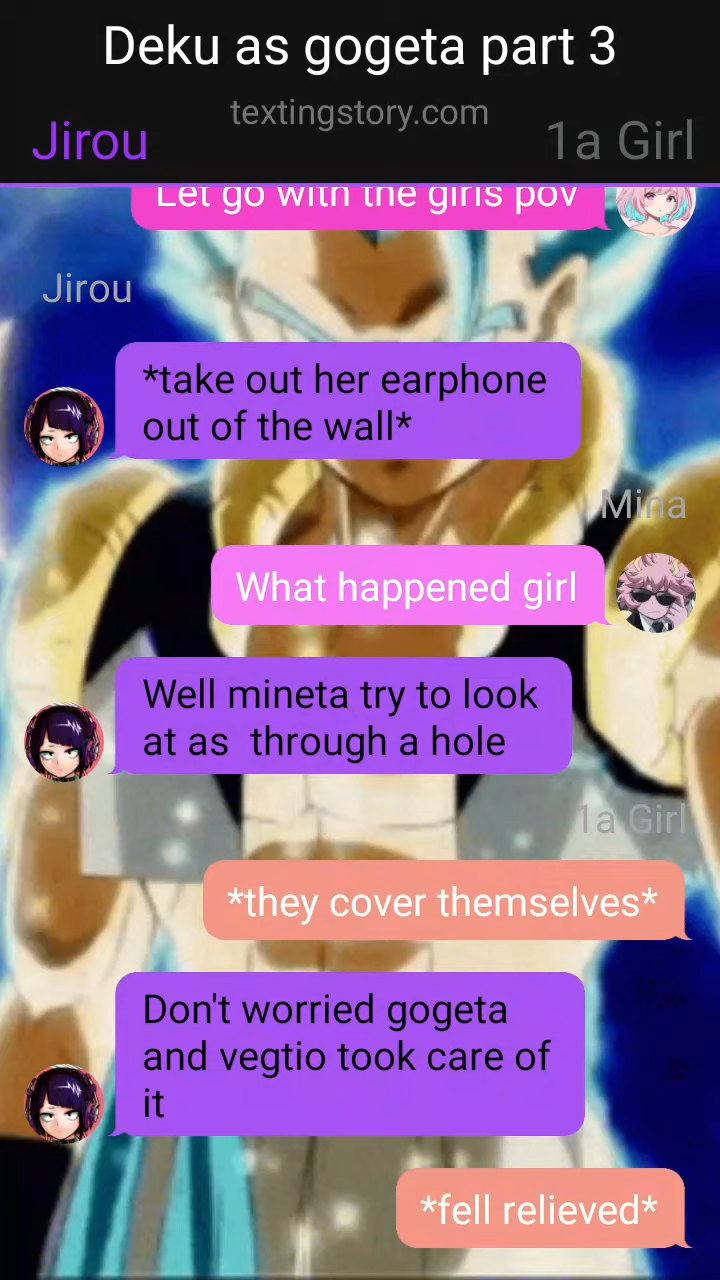 Deku as gogeta part 3
textingstory.com
Jirou
1a Girl
Let go with the girls pov
Jirou
*take out her earphone
out of the wall*
Mina
What happened girl
Well mineta try to look
at as  through a hole
1a Girl
*they cover themselves*
Don't worried gogeta
and vegtio took care of
it
*fell relieved*